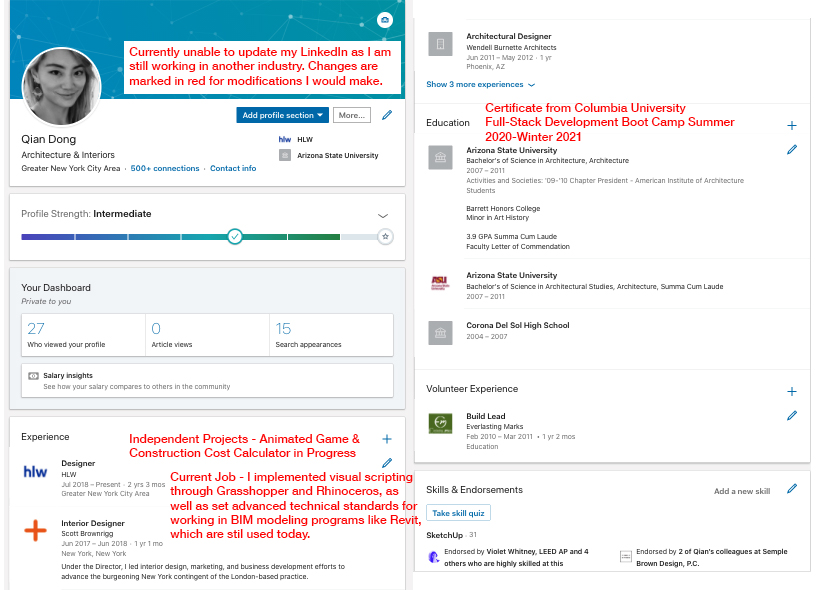 Currently unable to update my LinkedIn as I am
still working in another industry. Changes are
marked in red for modifications I would make.
Add profile section
More...
Qian Dong
Architecture & Interiors
Greater New York City Area · 500+ connections · Contact info
hlw HLW
Arizona State University
Profile Strength: Intermediate
Your Dashboard
Private to you
27
Who viewed your profile
0
Article views
15
Search appearances
Salary insights
See how your salary compares to others in the community
Experience
Independent Projects - Animated Game &
Construction Cost Calculator in Progress
hlw
Designer
HLW
Jul 2018 – Present · 2 yrs 3 mos
Greater New York City Area
Current Job - I implemented visual scripting
through Grasshopper and Rhinoceros, as
well as set advanced technical standards for
working in BIM modeling programs like Revit,
which are stil used today.
Interior Designer
Scott Brownrigg
Jun 2017 – Jun 2018 · 1 yr 1 mo
New York, New York
Under the Director, I led interior design, marketing, and business development efforts to
advance the burgeoning New York contingent of the London-based practice.
Architectural Designer
Wendell Burnette Architects
Jun 2011 – May 2012 · 1 yr
Phoenix, AZ
Show 3 more experiences
Education
Certificate from Columbia University
Full-Stack Development Boot Camp Summer
2020-Winter 2021
Arizona State University
Bachelor's of Science in Architecture, Architecture
2007 – 2011
Activities and Societies: '09-'10 Chapter President - American Institute of Architecture
Students
Barrett Honors College
Minor in Art History
3.9 GPA Summa Cum Laude
Faculty Letter of Commendation
ASU
Arizona State University
Bachelor's of Science in Architectural Studies, Architecture, Summa Cum Laude
2007 – 2011
Corona Del Sol High School
2004 – 2007
Volunteer Experience
Build Lead
Everlasting Marks
Feb 2010 – Mar 2011 • 1 yr 2 mos
Education
Skills & Endorsements
Add a new skill
Take skill quiz
SketchUp · 31
Endorsed by Violet Whitney, LEED AP and 4
others who are highly skilled at this
Endorsed by 2 of Qian's colleagues at Semple
Brown Design, P.C.